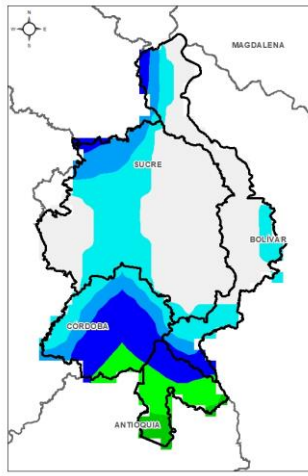 N
W E
S
MAGDALENA
SUCRE
BOLIVAR
CORDOBA
ANTIOQUIA